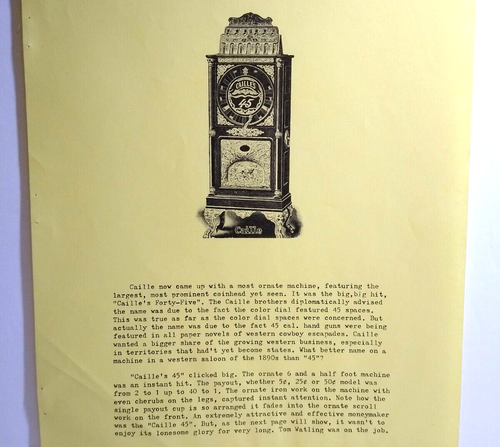 CAILLES
45
Caille
Caille now came up with a most ornate machine, featuring the
largest, most prominent coinhead yet seen. It was the big,big hit,
"Caille's Forty-Five". The Caille brothers diplomatically advised
the name was due to the fact the color dial featured 45 spaces.
This was true as far as the color dial spaces were concerned. But
actually the name was due to the fact 45 cal. hand guns were being
featured in all paper novels of western cowboy escapades. Caille
wanted a bigger share of the growing western business, especially
in territories that had't yet become states. What better name on a
machine in a western saloon of the 1890s than "45"?
"Caille's 45" clicked big. The ornate 6 and a half foot machine
was an instant hit. The payout, whether 5¢, 25¢ or 50¢ model was
from 2 to 1 up to 40 to 1. The ornate iron work on the machine with
even cherubs on the legs, captured instant attention. Note how the
single payout cup is so arranged it fades into the ornate scroll
work on the front. An extremely attractive and effective moneymaker
was the "Caille 45". But, as the next page will show, it wasn't to
enjoy its lonesome glory for very long. Tom Watling was on the job.